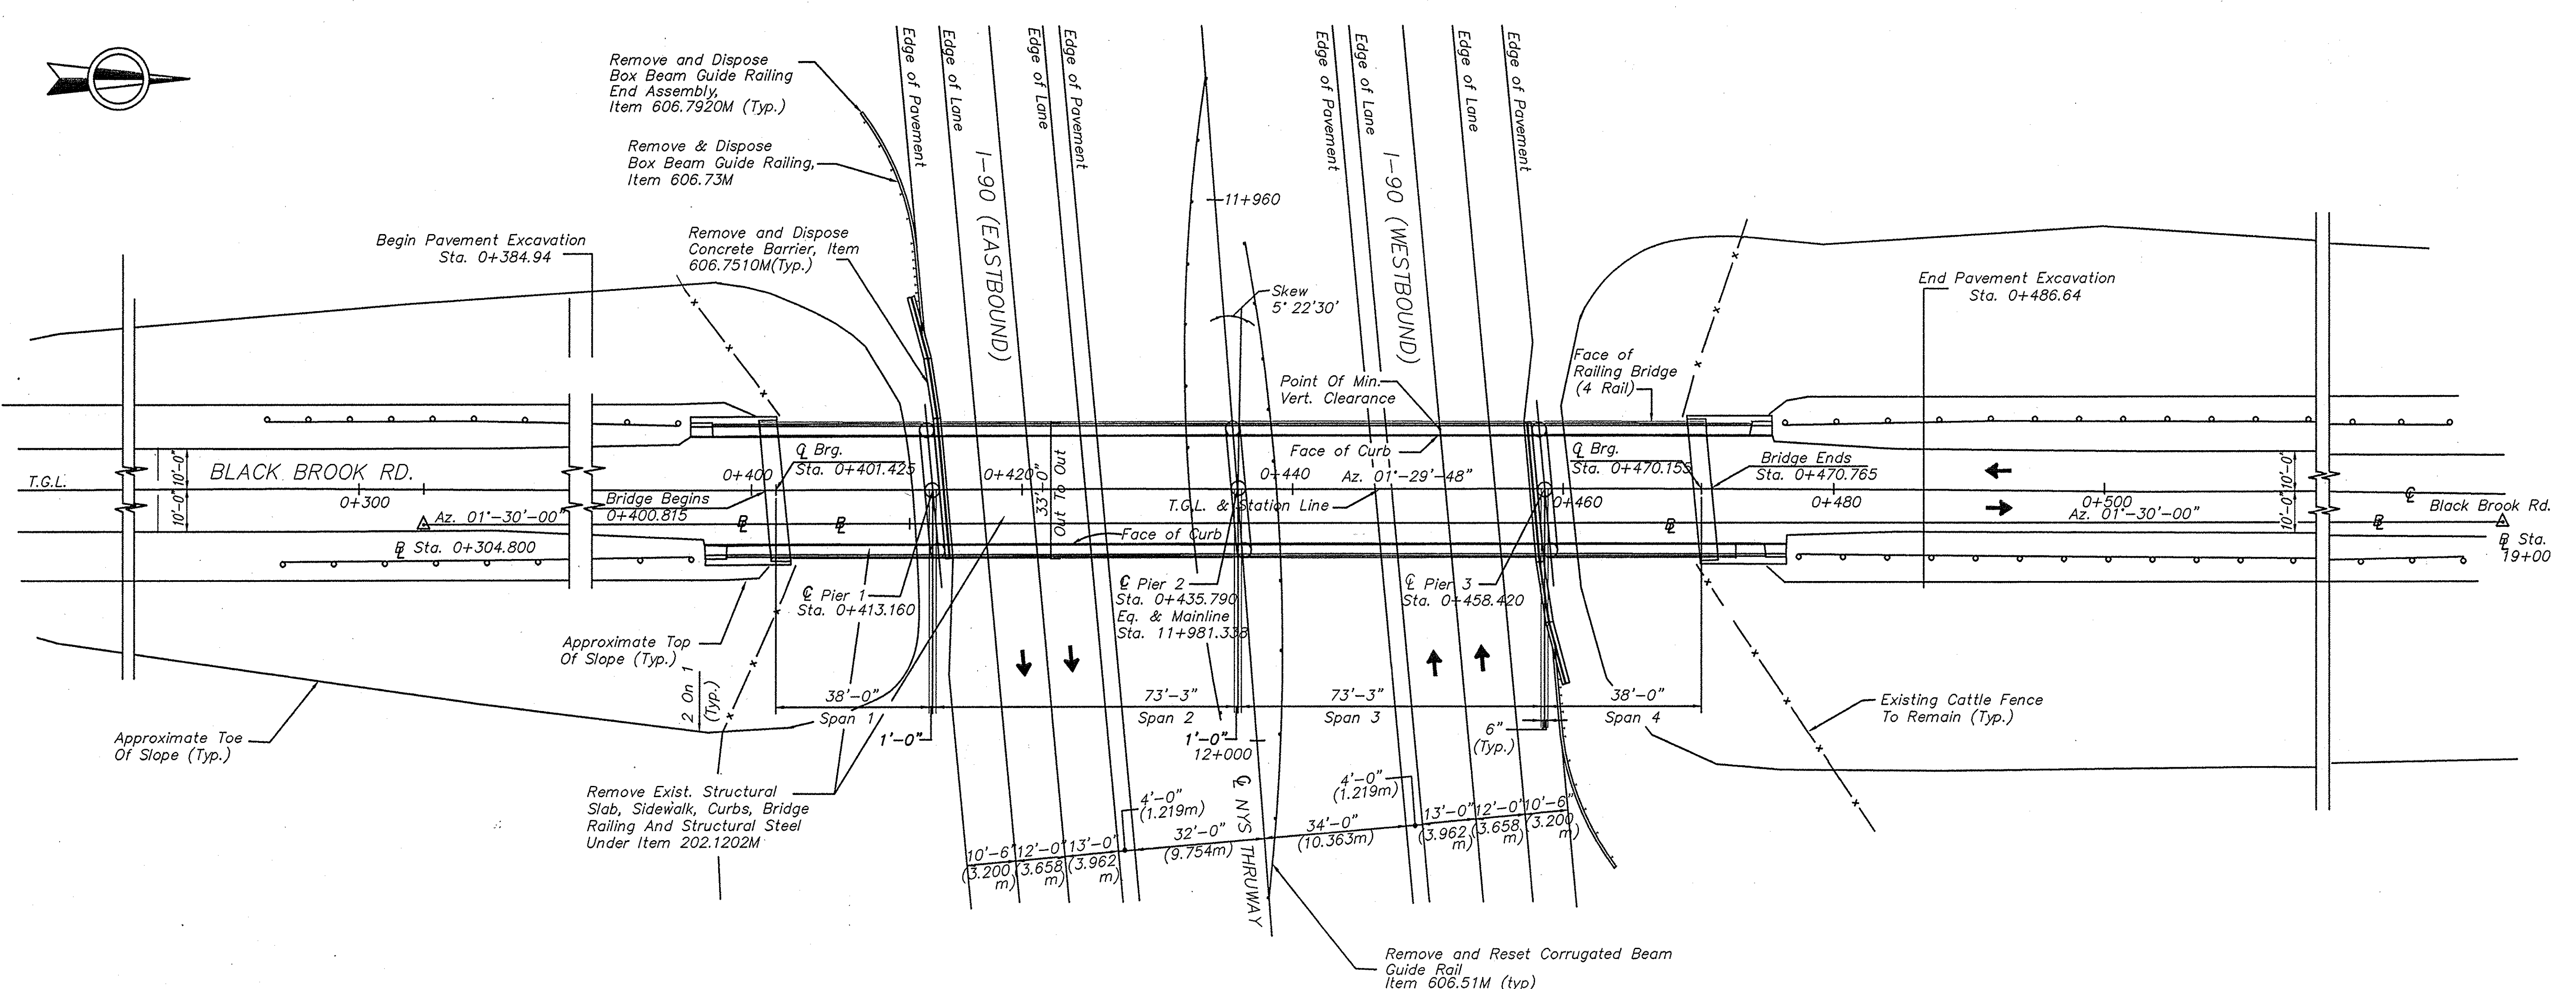 Remove and Dispose
Box Beam Guide Railing
End Assembly,
Item 606.7920M (Typ.)
Remove & Dispose
Box Beam Guide Railing,
Item 606.73M
Remove and Dispose
Concrete Barrier, Item
606.7510M(Typ.)
Begin Pavement Excavation
Sta. 0+384.94
Edge of Pavement
Edge of Lane
I-90 (EASTBOUND)
Edge of Lane
Edge of Pavement
11+960
Skew
5° 22'30'
Edge of Pavement
Edge of Lane
I-90 (WESTBOUND)
Edge of Lane
Edge of Pavement
End Pavement Excavation
Sta. 0+486.64
Face of
Railing Bridge
(4 Rail)
Point Of Min.
Vert. Clearance
Face of Curb
T.G.L.
10'-0"
10'-0"
BLACK BROOK RD.
0+300
Az. 01°-30'-00"
℄ Sta. 0+304.800
0+400
℄ Brg.
Sta. 0+401.425
Bridge Begins
0+400.815
0+420
33'-0"
Out To Out
0+440
Az. 01°-29'-48"
T.G.L. & Station Line
Face of Curb
℄ Brg.
Sta. 0+470.155
0+460
Bridge Ends
Sta. 0+470.765
0+480
0+500
Az. 01°-30'-00"
10'-0"
10'-0"
℄
Black Brook Rd.
Sta.
19+00
℄ Pier 1
Sta. 0+413.160
℄ Pier 2
Sta. 0+435.790
Eq. & Mainline
Sta. 11+981.338
℄ Pier 3
Sta. 0+458.420
Approximate Top
Of Slope (Typ.)
2 On 1
(Typ.)
Approximate Toe
Of Slope (Typ.)
38'-0"
Span 1
73'-3"
Span 2
73'-3"
Span 3
38'-0"
Span 4
1'-0"
1'-0"
12+000
6"
(Typ.)
Existing Cattle Fence
To Remain (Typ.)
Remove Exist. Structural
Slab, Sidewalk, Curbs, Bridge
Railing And Structural Steel
Under Item 202.1202M
10'-6"
(3.200
m)
12'-0"
(3.658
m)
13'-0"
(3.962
m)
4'-0"
(1.219m)
32'-0"
(9.754m)
℄ NYS THRUWAY
34'-0"
(10.363m)
4'-0"
(1.219m)
13'-0"
(3.962
m)
12'-0"
(3.658
m)
10'-6"
(3.200
m)
Remove and Reset Corrugated Beam
Guide Rail
Item 606.51M (typ)